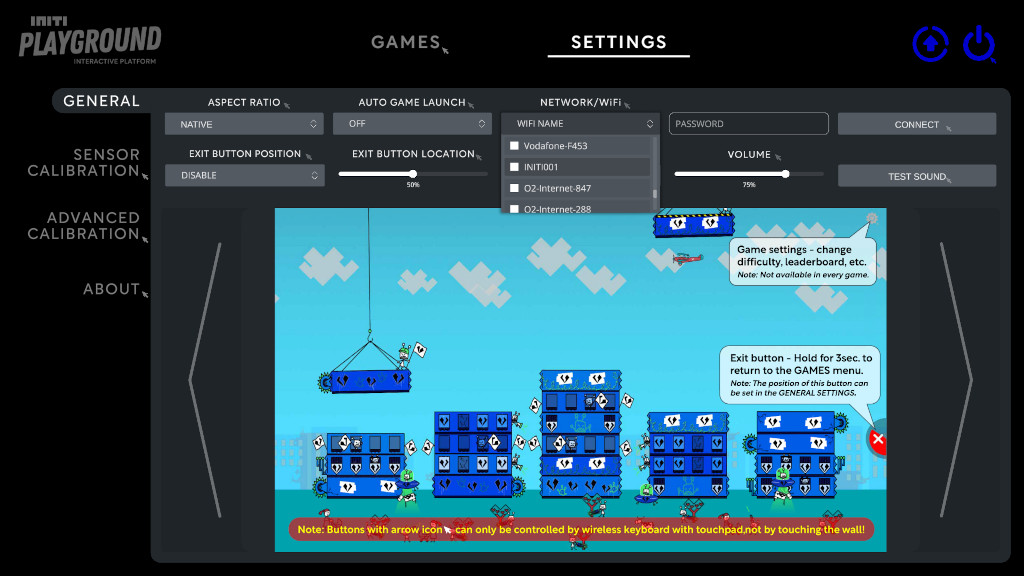 INITI
PLAYGROUND
INTERACTIVE PLATFORM
GAMES
SETTINGS
GENERAL
SENSOR
CALIBRATION
ADVANCED
CALIBRATION
ABOUT
ASPECT RATIO
AUTO GAME LAUNCH
NETWORK/WiFi
NATIVE
OFF
WIFI NAME
PASSWORD
CONNECT
Vodafone-F453
INITI001
O2-Internet-847
O2-Internet-288
EXIT BUTTON POSITION
EXIT BUTTON LOCATION
VOLUME
DISABLE
50%
75%
TEST SOUND
Game settings - change
difficulty, leaderboard, etc.
Note: Not available in every game.
Exit button - Hold for 3sec. to
return to the GAMES menu.
Note: The position of this button can
be set in the GENERAL SETTINGS.
Note: Buttons with arrow icon can only be controlled by wireless keyboard with touchpad,not by touching the wall!